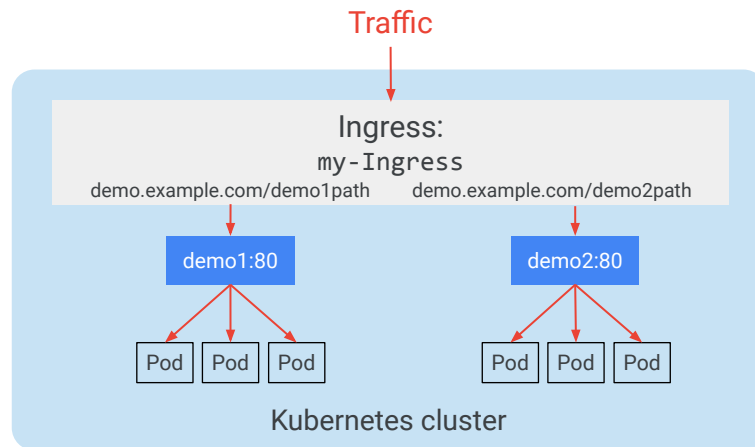 Traffic
Ingress:
my-Ingress
demo.example.com/demo1path demo.example.com/demo2path
demo1:80 demo2:80
Pod Pod Pod Pod Pod Pod
Kubernetes cluster